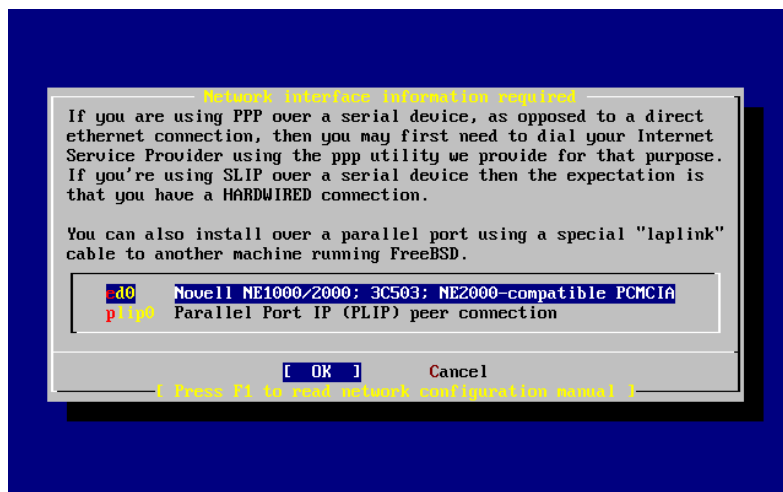 Network interface information required
If you are using PPP over a serial device, as opposed to a direct
ethernet connection, then you may first need to dial your Internet
Service Provider using the ppp utility we provide for that purpose.
If you're using SLIP over a serial device then the expectation is
that you have a HARDWIRED connection.
You can also install over a parallel port using a special "laplink"
cable to another machine running FreeBSD.
ed0 Novell NE1000/2000; 3C503; NE2000-compatible PCMCIA
plip0 Parallel Port IP (PLIP) peer connection
[ OK ] Cancel
[ Press F1 to read network configuration manual ]